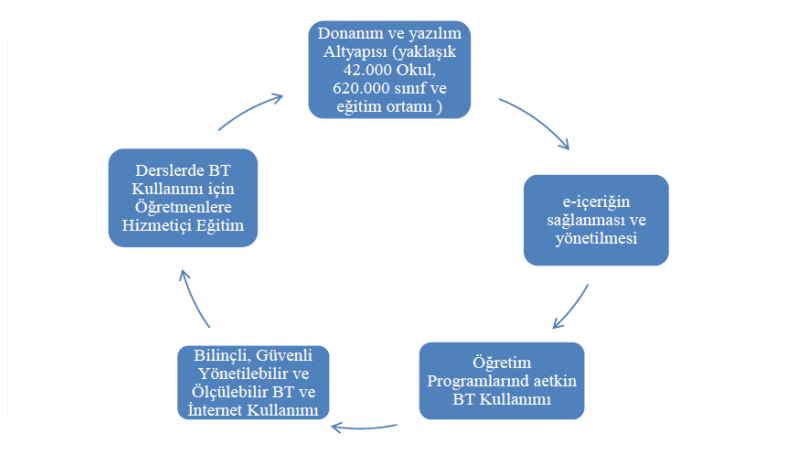 Donanım ve yazılım
Altyapısı (yaklaşık
42.000 Okul,
620.000 sınıf ve
eğitim ortamı )
e-içeriğin
sağlanması ve
yönetilmesi
Öğretim
Programlarınd aetkin
BT Kullanımı
Bilinçli, Güvenli
Yönetilebilir ve
Ölçülebilir BT ve
İnternet Kullanımı
Derslerde BT
Kullanımı için
Öğretmenlere
Hizmetiçi Eğitim